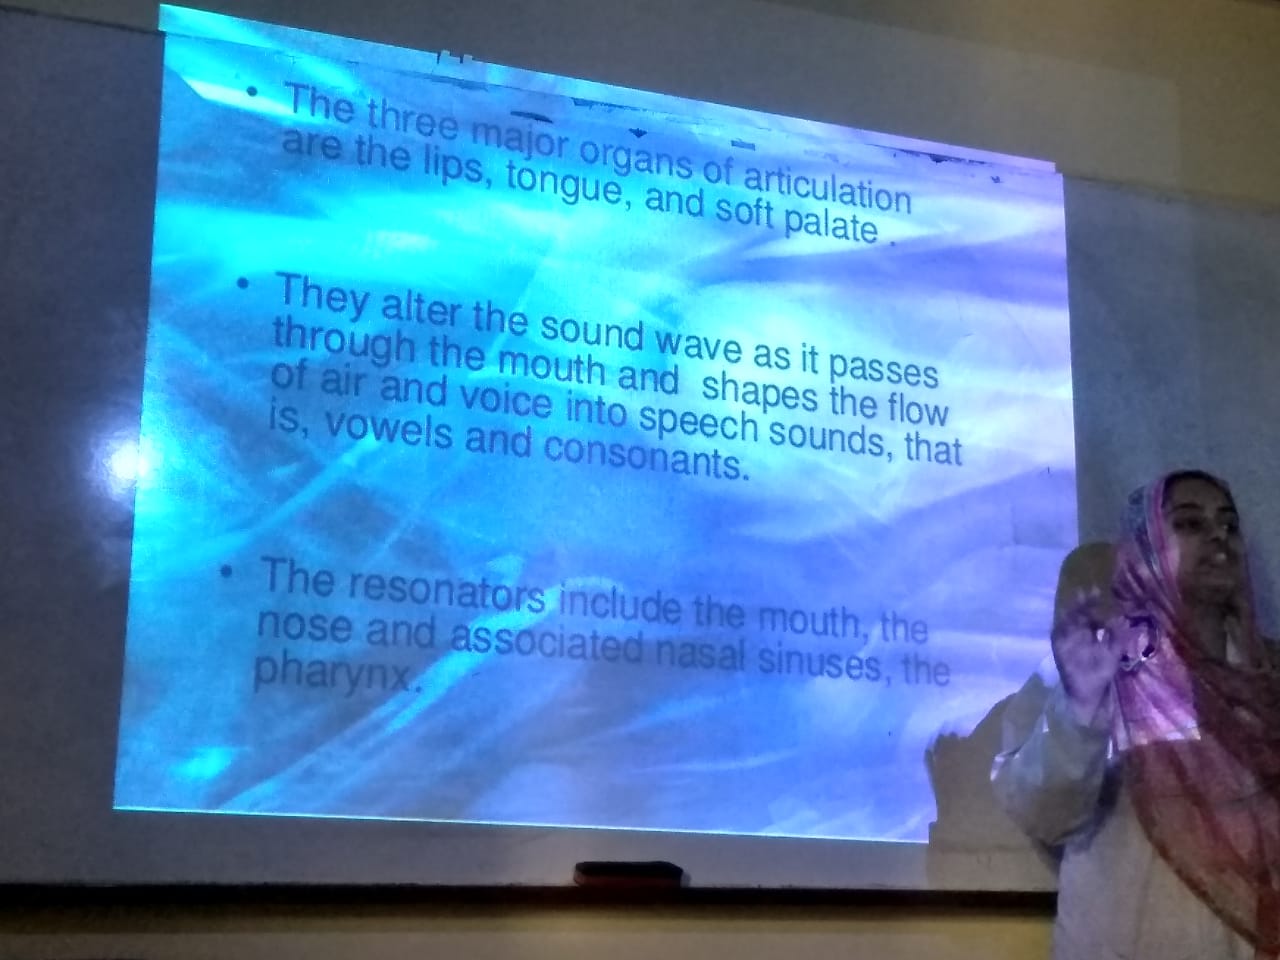 • The three major organs of articulation
are the lips, tongue, and soft palate .
• They alter the sound wave as it passes
through the mouth and shapes the flow
of air and voice into speech sounds, that
is, vowels and consonants.
• The resonators include the mouth, the
nose and associated nasal sinuses, the
pharynx.